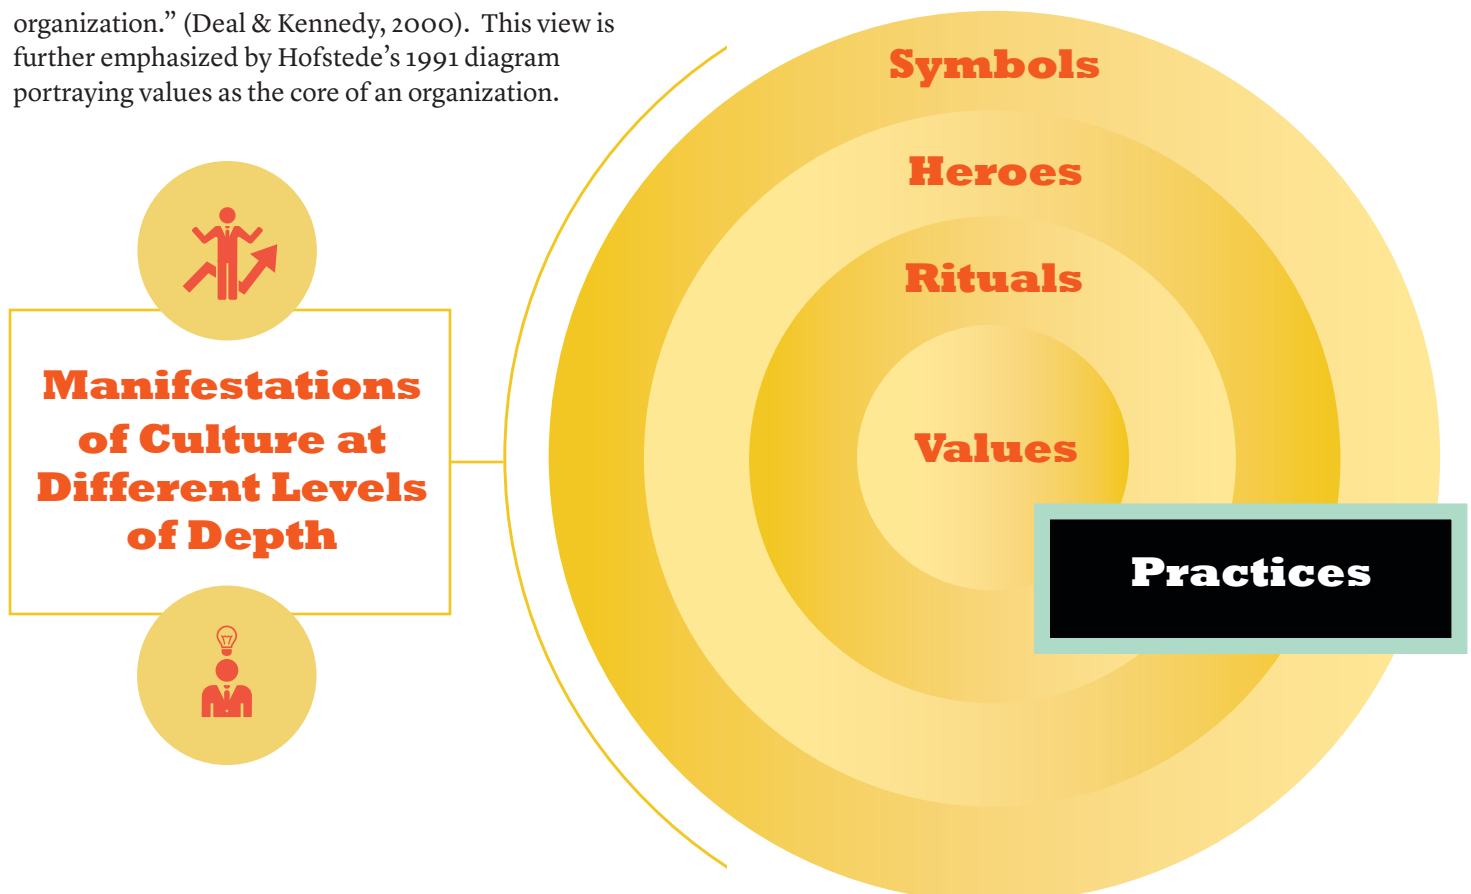 organization.” (Deal & Kennedy, 2000).  This view is
further emphasized by Hofstede’s 1991 diagram
portraying values as the core of an organization.
Manifestations
of Culture at
Different Levels
of Depth
Symbols
Heroes
Rituals
Values
Practices